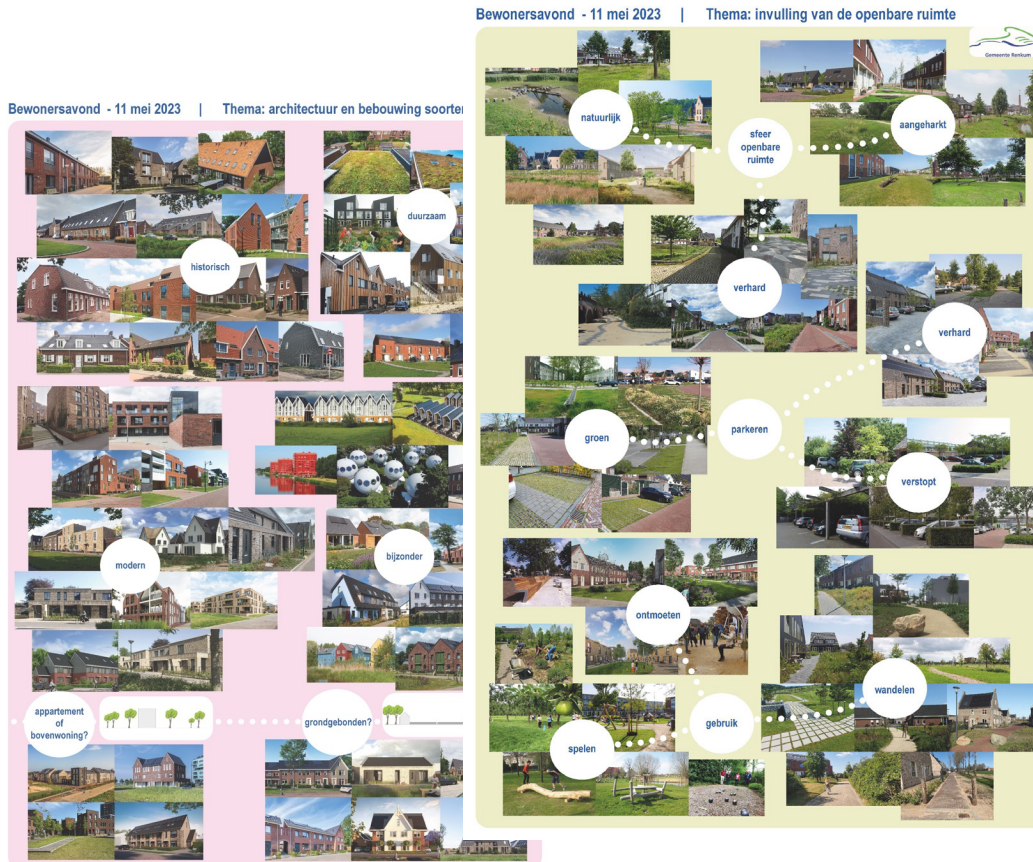 Bewonersavond - 11 mei 2023 | Thema: invulling van de openbare ruimte
Gemeente Renkum
natuurlijk
sfeer
openbare
ruimte
aangeharkt
verhard
verhard
groen
parkeren
verstopt
ontmoeten
wandelen
gebruik
spelen
Bewonersavond - 11 mei 2023 | Thema: architectuur en bebouwing soorten
duurzaam
historisch
modern
bijzonder
appartement
of
bovenwoning?
grondgebonden?